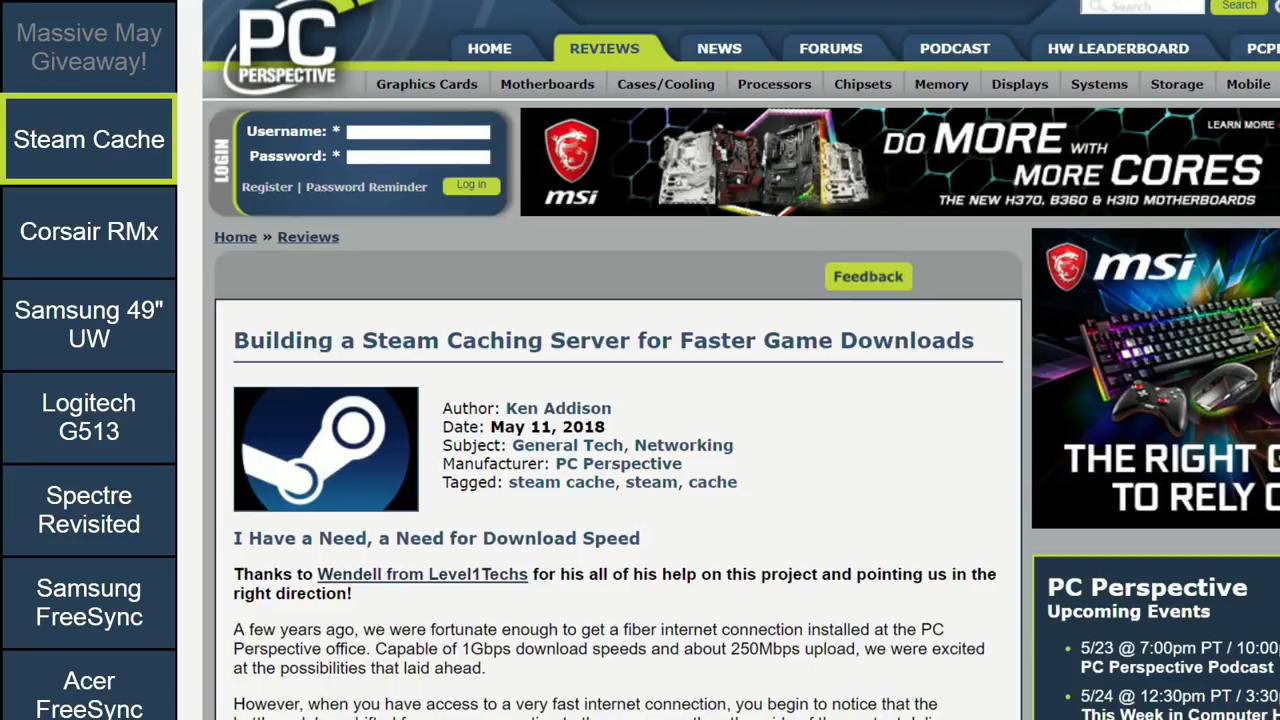 Massive May
Giveaway!
Steam Cache
Corsair RMx
Samsung 49"
UW
Logitech
G513
Spectre
Revisited
Samsung
FreeSync
Acer
FreeSync
PC
PERSPECTIVE
Search
Search
HOME
REVIEWS
NEWS
FORUMS
PODCAST
HW LEADERBOARD
PCPE
Graphics Cards
Motherboards
Cases/Cooling
Processors
Chipsets
Memory
Displays
Systems
Storage
Mobile
LOGIN
Username: *
Password: *
Register | Password Reminder
Log in
msi
DO MORE WITH
MORE CORES
LEARN MORE
THE NEW H370, B360 & H310 MOTHERBOARDS
Home » Reviews
Feedback
Building a Steam Caching Server for Faster Game Downloads
Author: Ken Addison
Date: May 11, 2018
Subject: General Tech, Networking
Manufacturer: PC Perspective
Tagged: steam cache, steam, cache
I Have a Need, a Need for Download Speed
Thanks to Wendell from Level1Techs for his all of his help on this project and pointing us in the
right direction!
A few years ago, we were fortunate enough to get a fiber internet connection installed at the PC
Perspective office. Capable of 1Gbps download speeds and about 250Mbps upload, we were excited
at the possibilities that laid ahead.
However, when you have access to a very fast internet connection, you begin to notice that the
msi
THE RIGHT
TO RELY
PC Perspective
Upcoming Events
5/23 @ 7:00pm PT / 10:00
PC Perspective Podcast
5/24 @ 12:30pm PT / 3:30
This Week in Computer